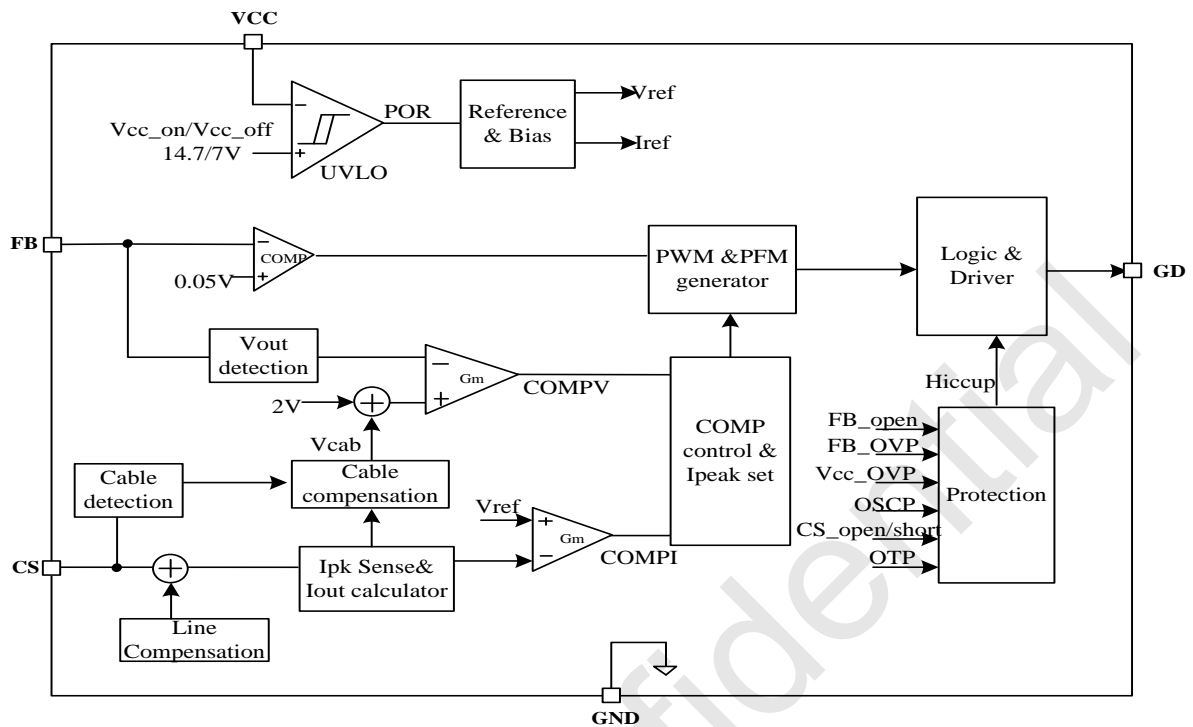 VCC
POR
Reference
& Bias
Vref
Iref
Vcc_on/Vcc_off
14.7/7V
−
+
UVLO
FB
−
COMP
+
0.05V
PWM &PFM
generator
Logic &
Driver
GD
Vout
detection
−
Gm
+
COMPV
2V
+
Vcab
Hiccup
COMP
control &
Ipeak set
FB_open
FB_OVP
Vcc_OVP
OSCP
CS_open/short
OTP
Protection
Cable
detection
Cable
compensation
Vref
+
Gm
−
COMPI
CS
+
Ipk Sense&
Iout calculator
Line
Compensation
GND
fidential